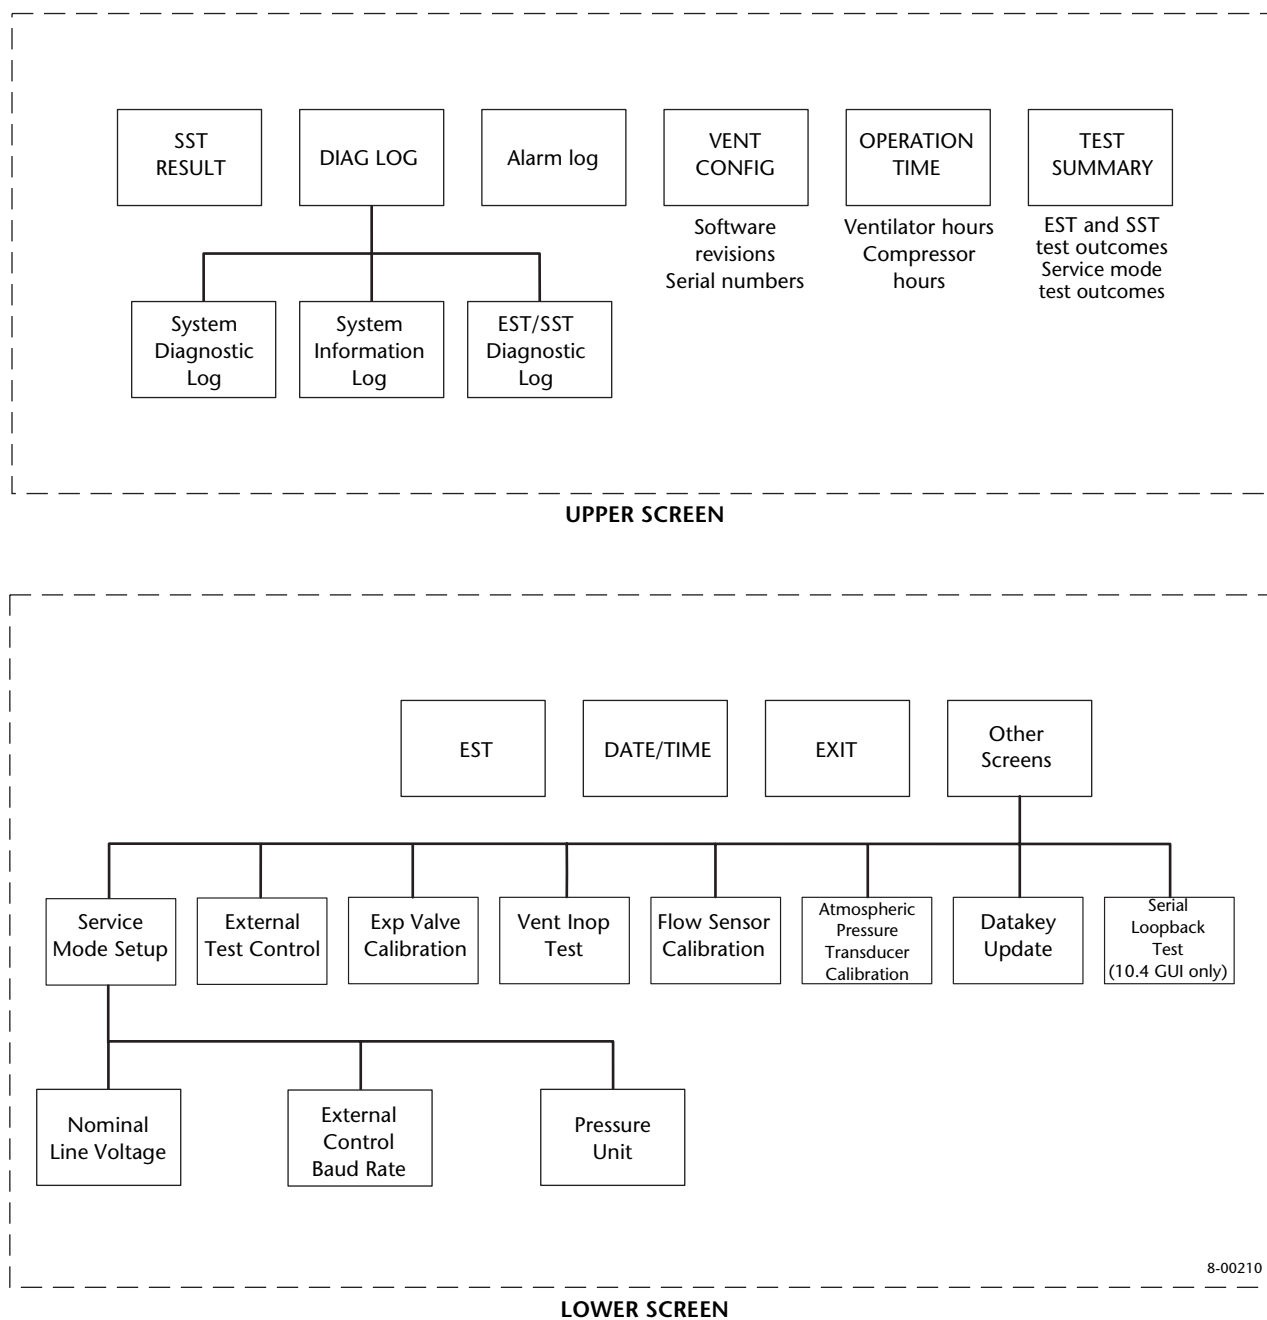 SST
RESULT
DIAG LOG
Alarm log
VENT
CONFIG
OPERATION
TIME
TEST
SUMMARY
Software
revisions
Serial numbers
Ventilator hours
Compressor
hours
EST and SST
test outcomes
Service mode
test outcomes
System
Diagnostic
Log
System
Information
Log
EST/SST
Diagnostic
Log
UPPER SCREEN
EST
DATE/TIME
EXIT
Other
Screens
Service
Mode Setup
External
Test Control
Exp Valve
Calibration
Vent Inop
Test
Flow Sensor
Calibration
Atmospheric
Pressure
Transducer
Calibration
Datakey
Update
Serial
Loopback
Test
(10.4 GUI only)
Nominal
Line Voltage
External
Control
Baud Rate
Pressure
Unit
8-00210
LOWER SCREEN